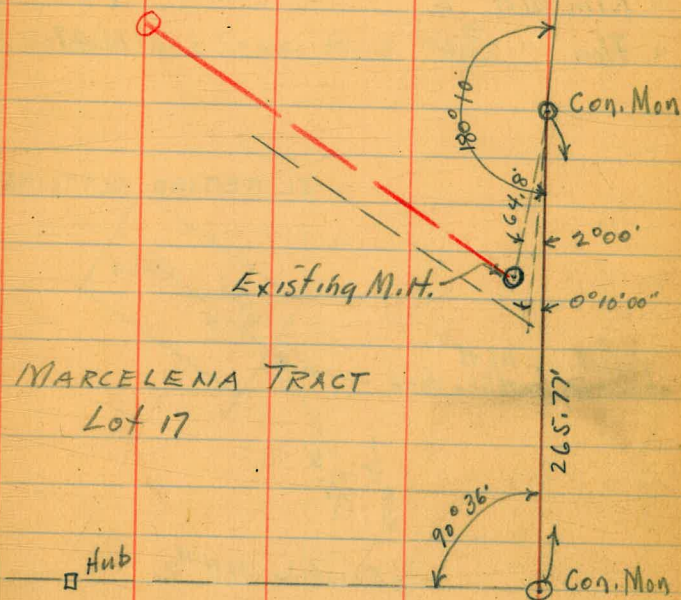 Con. Mon
180° 10'
64.8'
2°00'
Existing M.H.
0°10'00"
MARCELENA TRACT
Lot 17
265.77'
90° 36'
Hub
Con. Mon